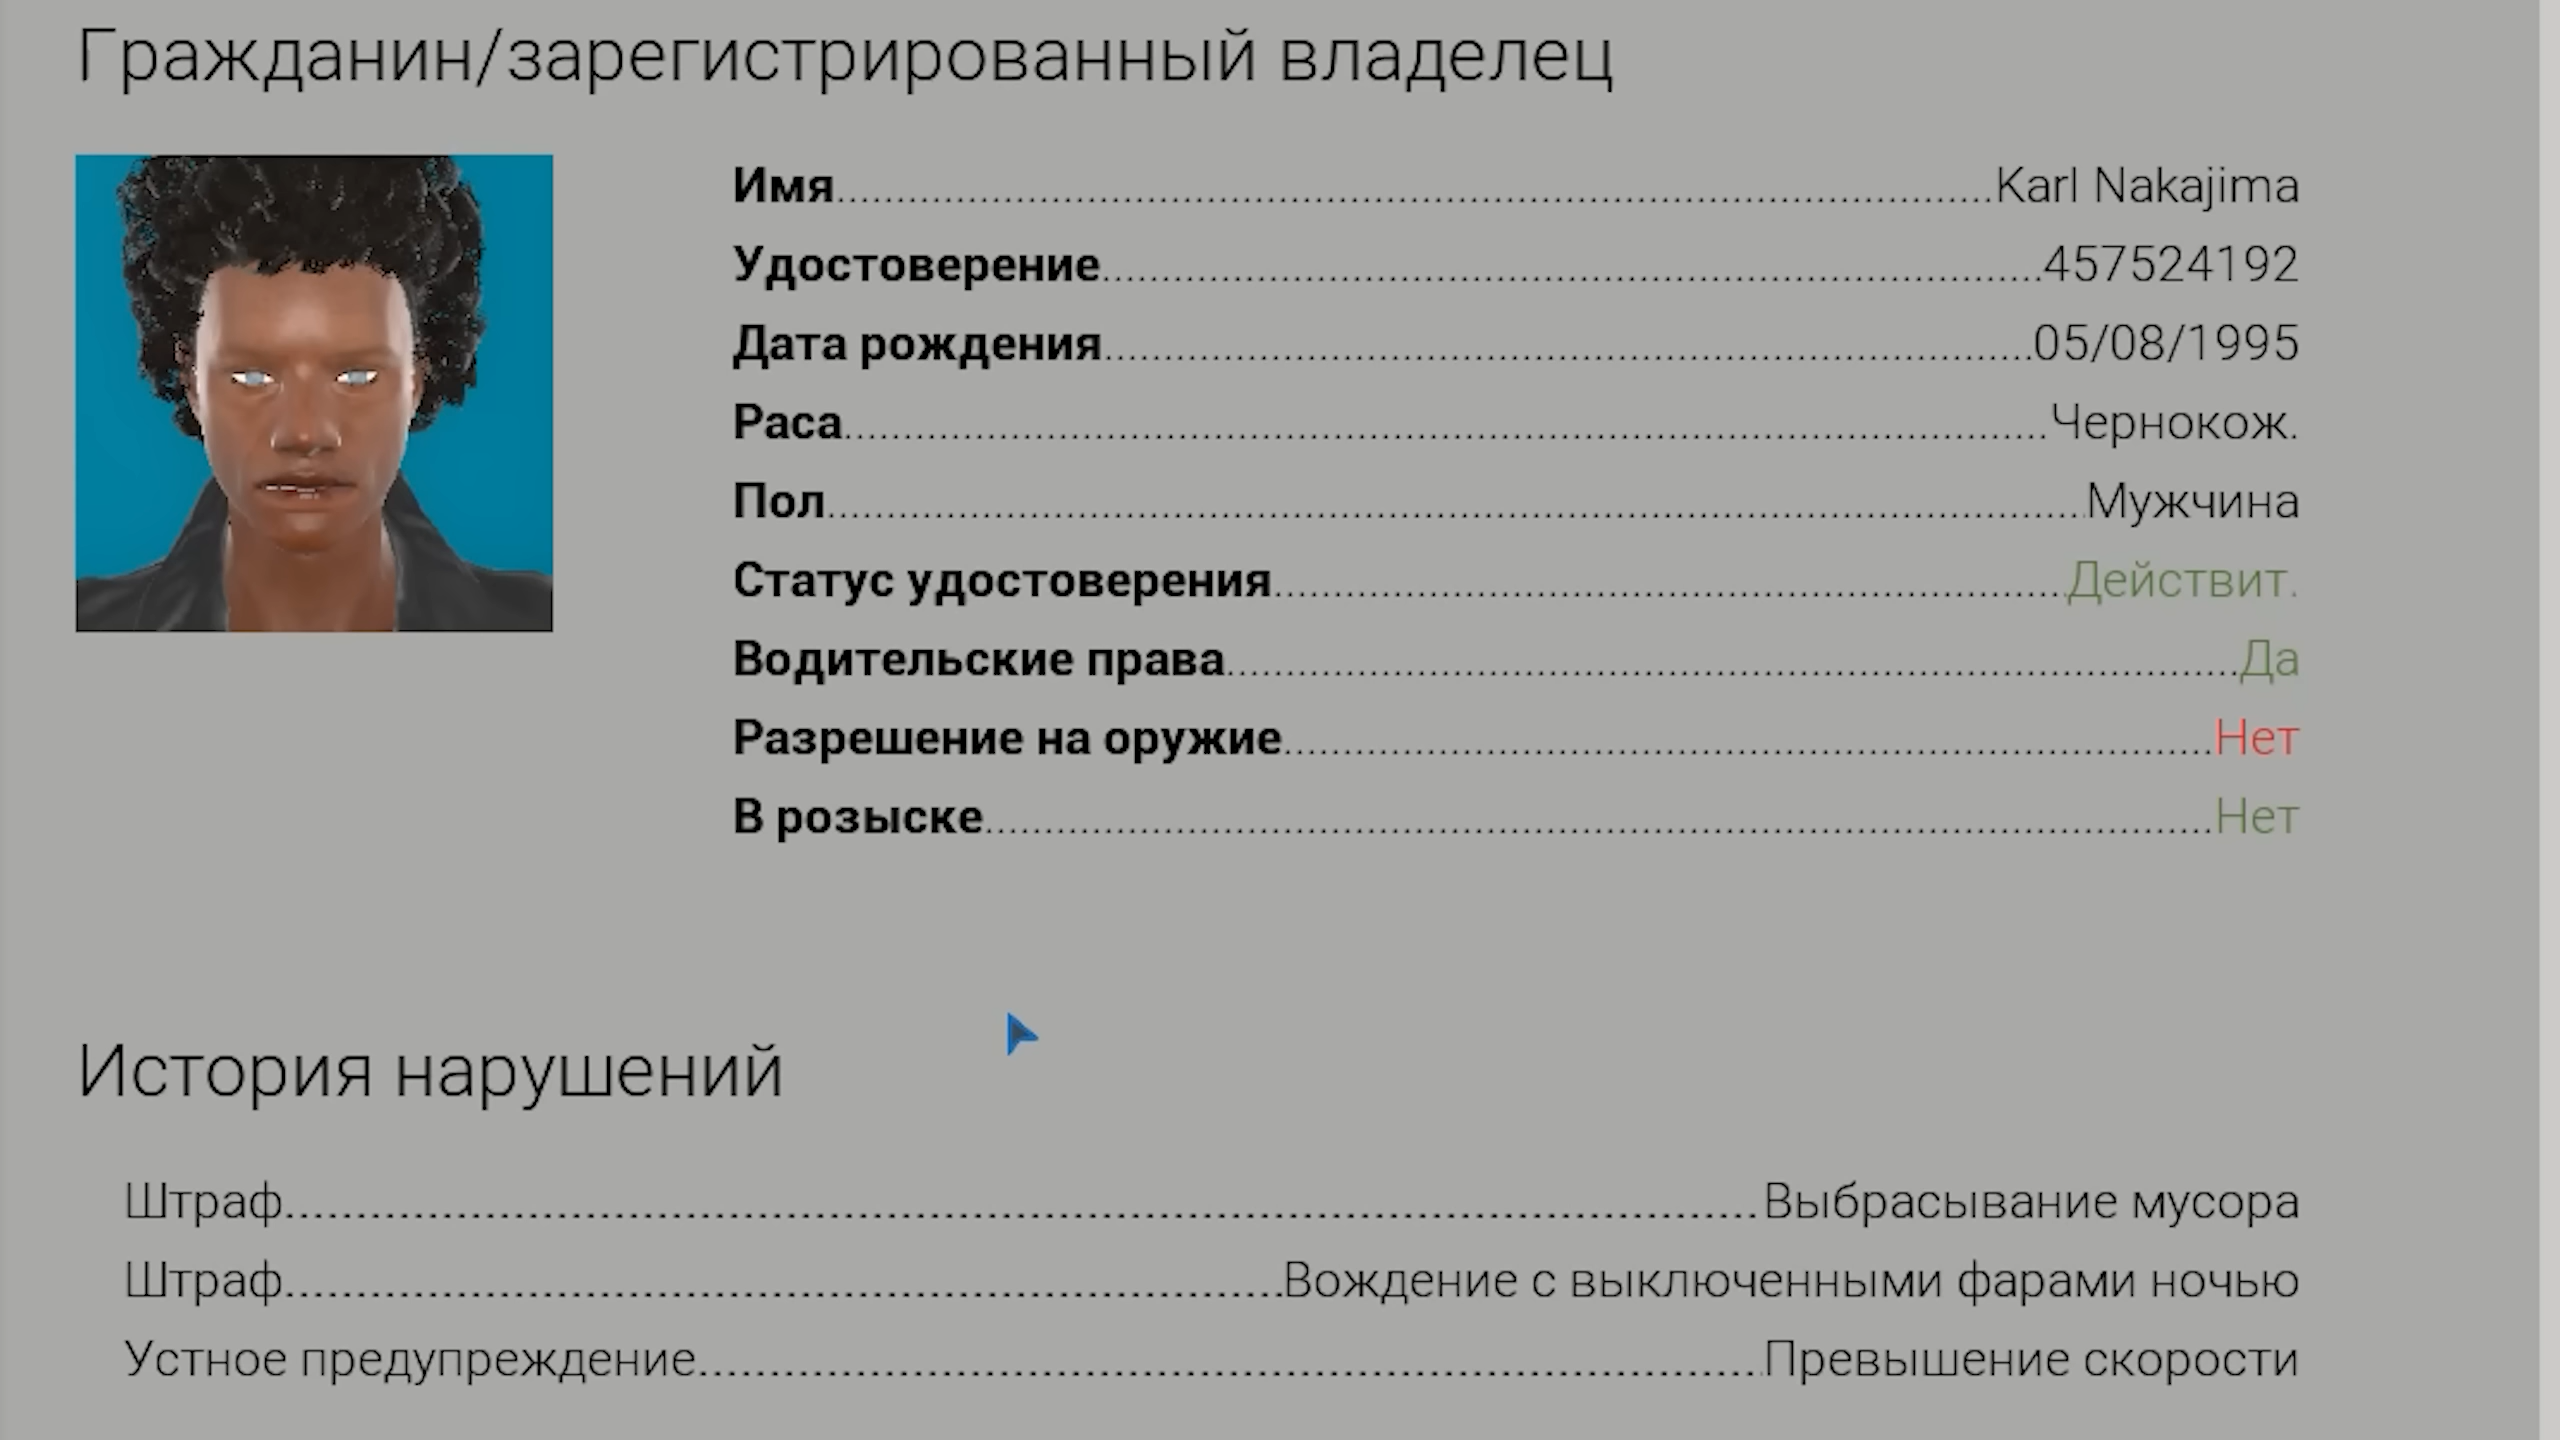 Гражданин/зарегистрированный владелец
Имя Karl Nakajima
Удостоверение 457524192
Дата рождения 05/08/1995
Раса Чернокож.
Пол Мужчина
Статус удостоверения Действит.
Водительские права Да
Разрешение на оружие Нет
В розыске Нет
История нарушений
Штраф Выбрасывание мусора
Штраф Вождение с выключенными фарами ночью
Устное предупреждение Превышение скорости